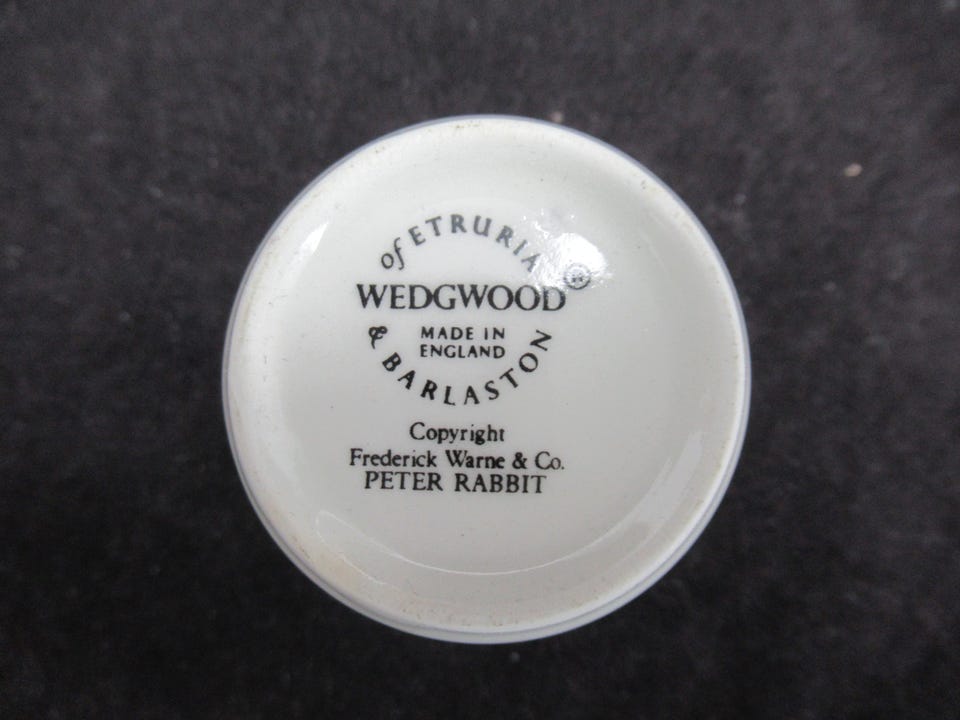 of ETRURIA
WEDGWOOD®
MADE IN
ENGLAND
& BARLASTON
Copyright
Frederick Warne & Co.
PETER RABBIT